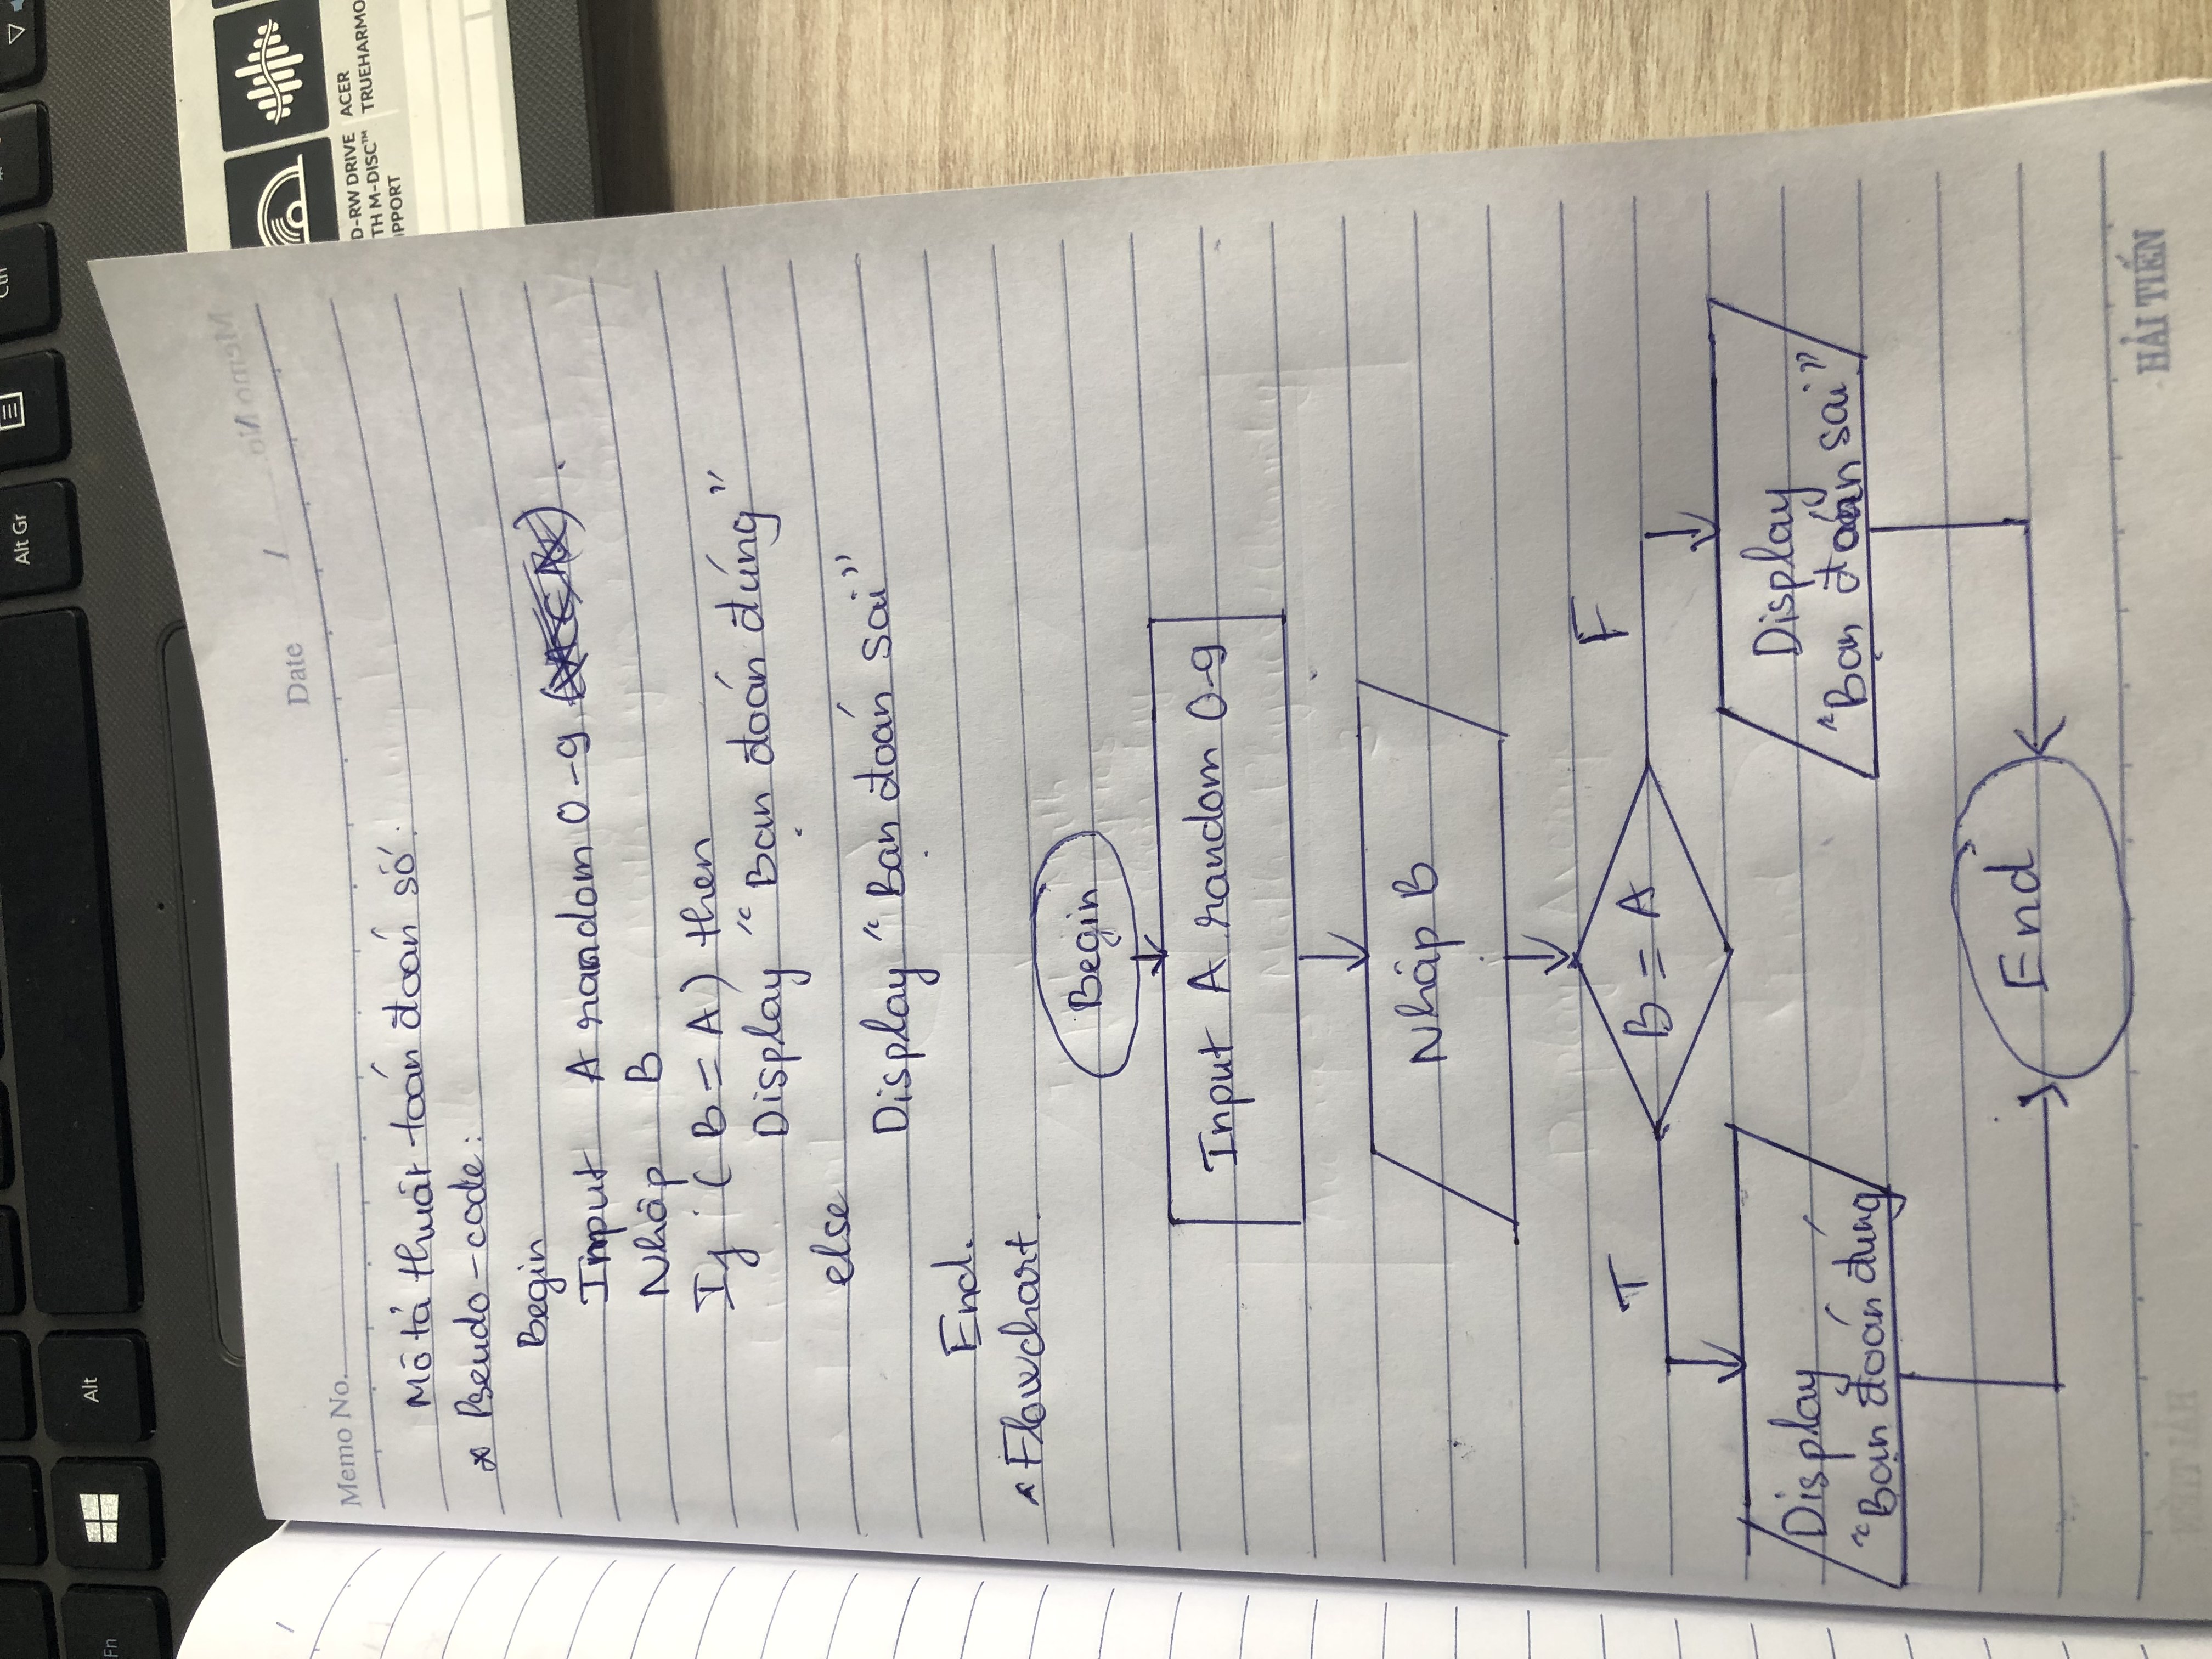 Fn
Alt
Alt Gr
Ctrl
Memo No.
Date
D-RW DRIVE
TH M-DISC™
PPORT
ACER
TRUEHARMO
Mô tả thuật toán đoán số:
* Pseudo-code:
Begin
Input A random 0-9
Nhập B
If (B = A) then
Display "Bạn đoán đúng"
else
Display "Bạn đoán sai"
End.
* Flowchart.
Begin
Input A random 0-9
Nhập B
B = A
T
F
Display
"Bạn đoán đúng
Display
"Bạn đoán sai"
End
HẢI TIẾN